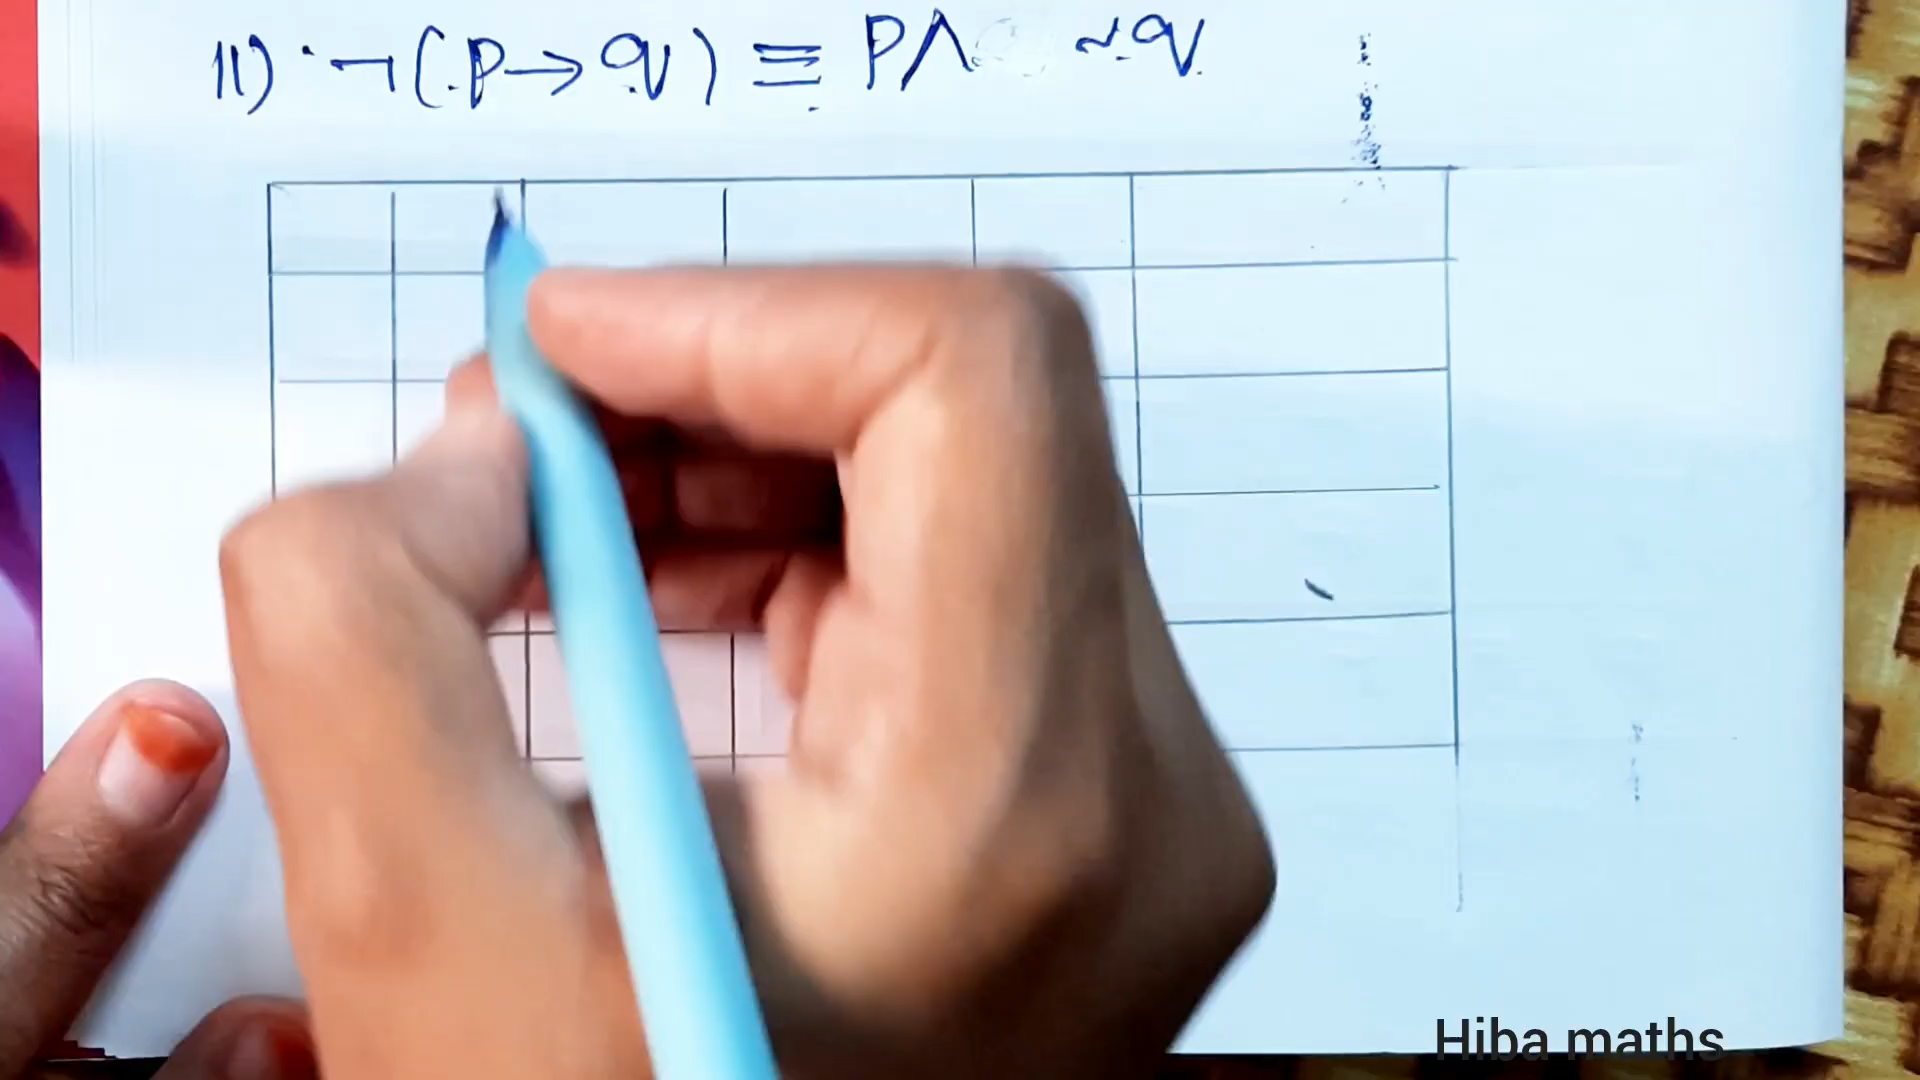 11) ¬(p→q) ≡ p∧ ~q
Hiba maths